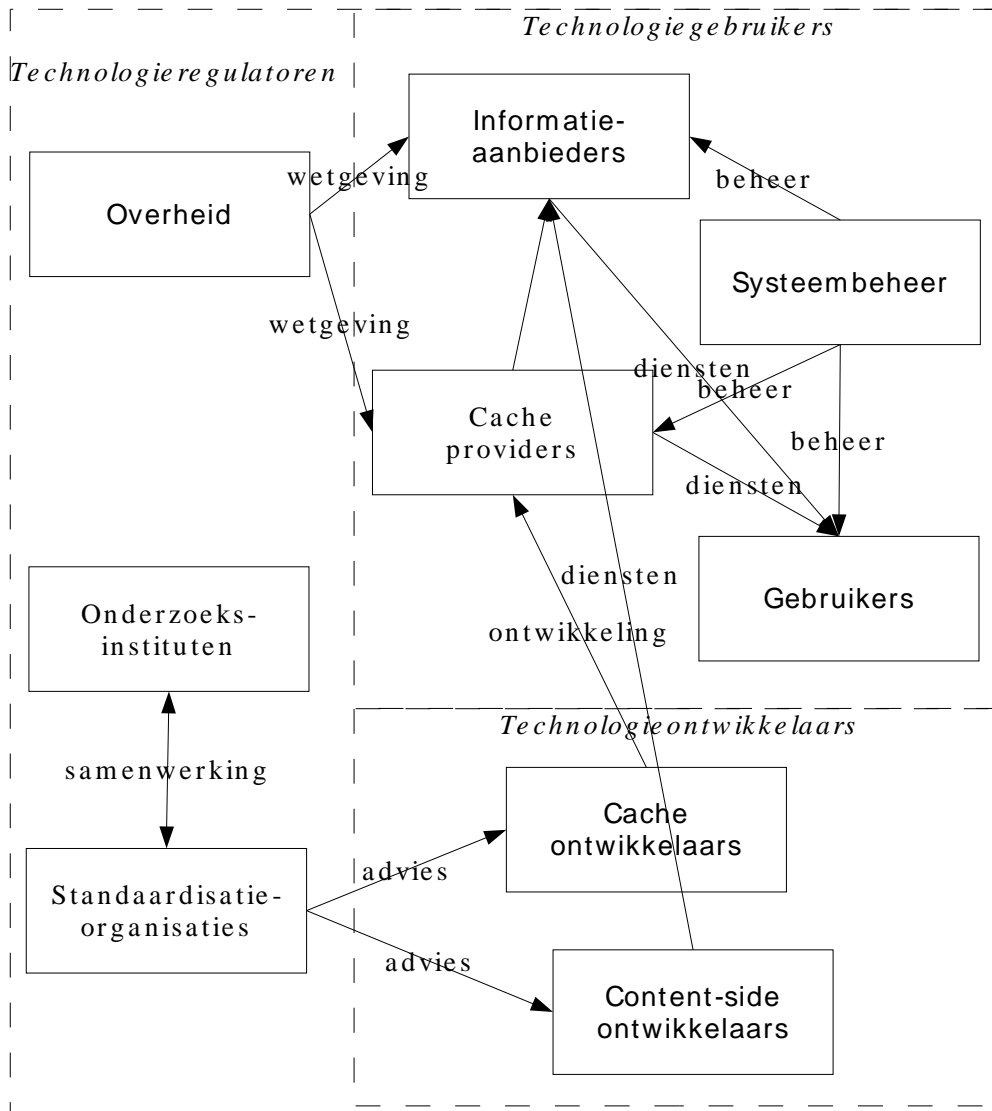 Technologiegebruikers
Technologieregulatoren
Informatie-
aanbieders
wetgeving
beheer
Overheid
Systeembeheer
wetgeving
diensten
beheer
Cache
providers
beheer
diensten
diensten
Gebruikers
Onderzoeks-
instituten
ontwikkeling
Technologieontwikkelaars
samenwerking
Cache
ontwikkelaars
advies
Standaardisatie-
organisaties
advies
Content-side
ontwikkelaars